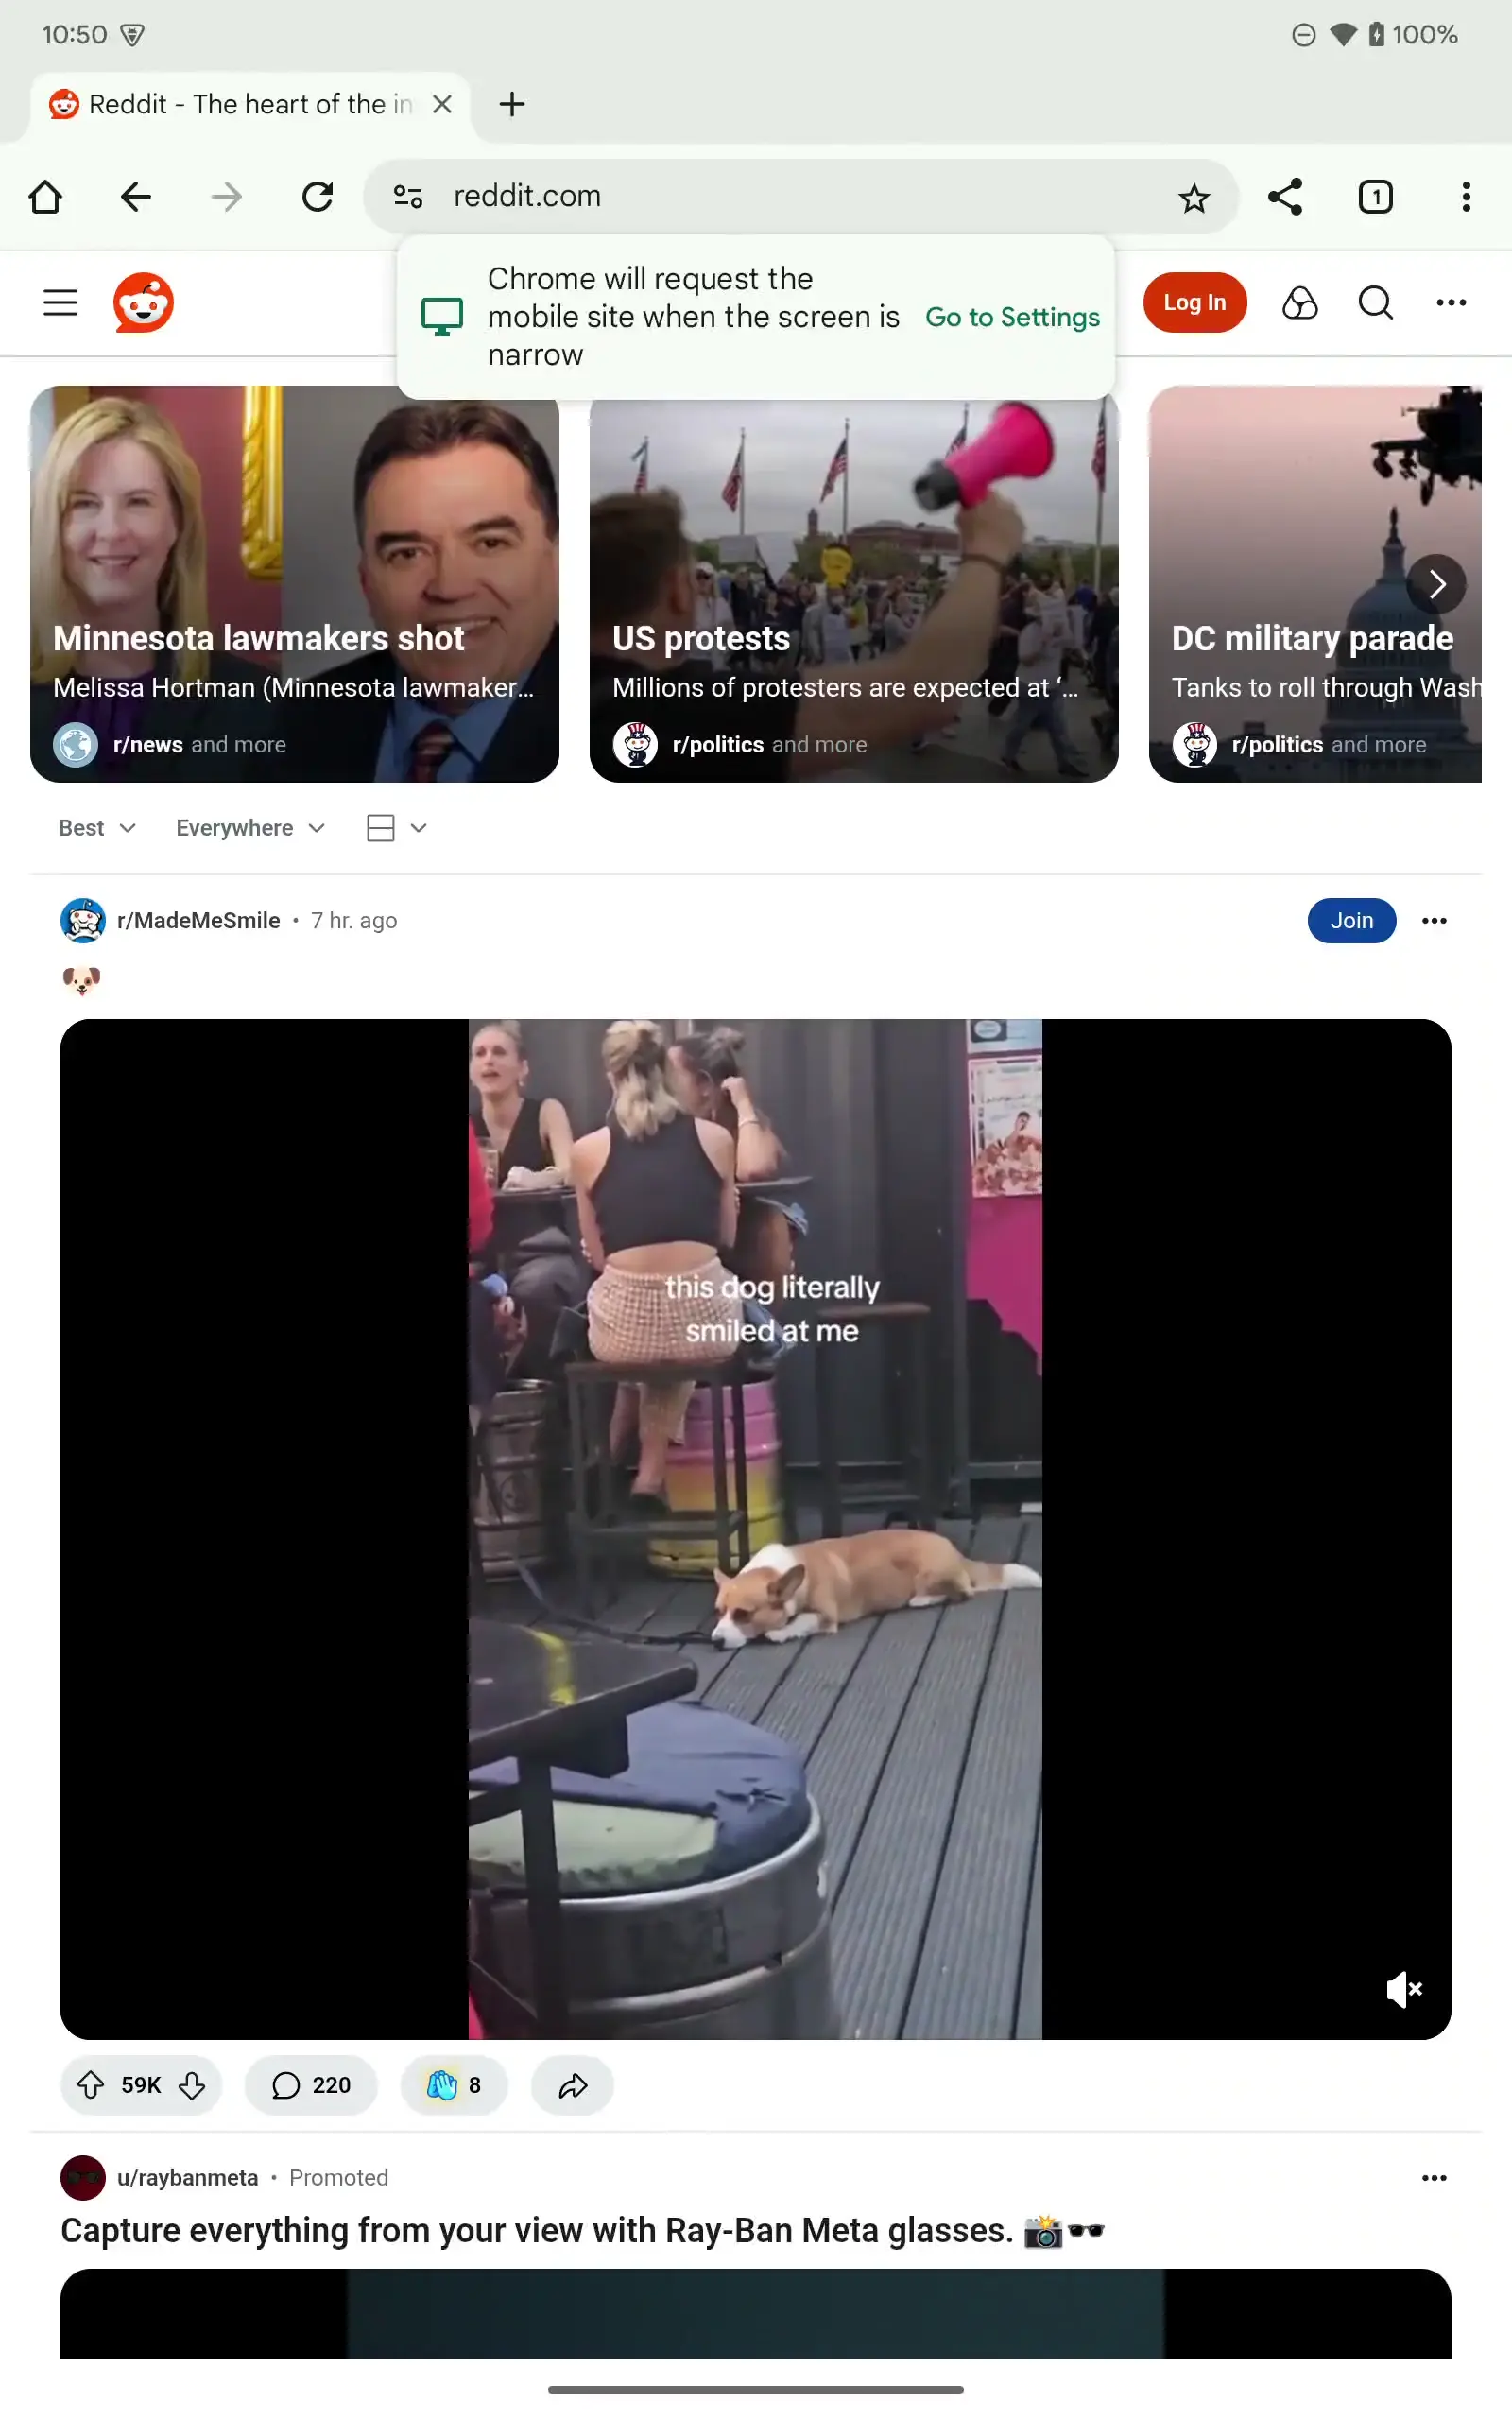 10:50
100%
Reddit - The heart of the in
reddit.com
1
Chrome will request the
mobile site when the screen is
narrow
Go to Settings
Log In
Minnesota lawmakers shot
Melissa Hortman (Minnesota lawmaker...
r/news and more
US protests
Millions of protesters are expected at ‘...
r/politics and more
DC military parade
Tanks to roll through Wash
r/politics and more
Best
Everywhere
r/MadeMeSmile • 7 hr. ago
Join
this dog literally
smiled at me
59K
220
8
u/raybanmeta • Promoted
Capture everything from your view with Ray-Ban Meta glasses. 📸🕶️